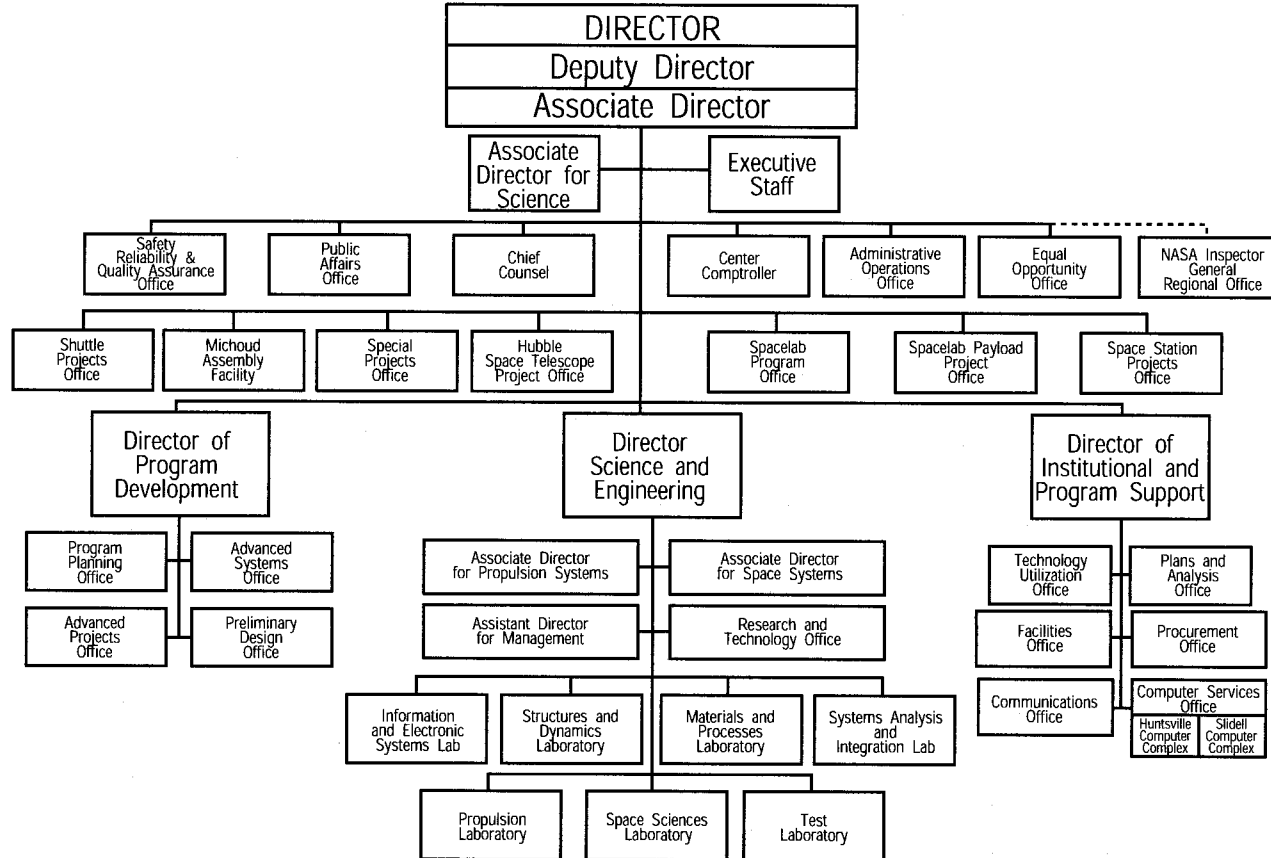 DIRECTOR
Deputy Director
Associate Director
Associate
Director for
Science
Executive
Staff
Safety
Reliability &
Quality Assurance
Office
Public
Affairs
Office
Chief
Counsel
Center
Comptroller
Administrative
Operations
Office
Equal
Opportunity
Office
NASA Inspector
General
Regional Office
Shuttle
Projects
Office
Michoud
Assembly
Facility
Special
Projects
Office
Hubble
Space Telescope
Project Office
Spacelab
Program
Office
Spacelab Payload
Project
Office
Space Station
Projects
Office
Director of
Program
Development
Director
Science and
Engineering
Director of
Institutional and
Program Support
Program
Planning
Office
Advanced
Systems
Office
Advanced
Projects
Office
Preliminary
Design
Office
Associate Director
for Propulsion Systems
Associate Director
for Space Systems
Assistant Director
for Management
Research and
Technology Office
Technology
Utilization
Office
Plans and
Analysis
Office
Facilities
Office
Procurement
Office
Communications
Office
Computer Services
Office
Huntsville
Computer
Complex
Slidell
Computer
Complex
Information
and Electronic
Systems Lab
Structures and
Dynamics
Laboratory
Materials and
Processes
Laboratory
Systems Analysis
and
Integration Lab
Propulsion
Laboratory
Space Sciences
Laboratory
Test
Laboratory